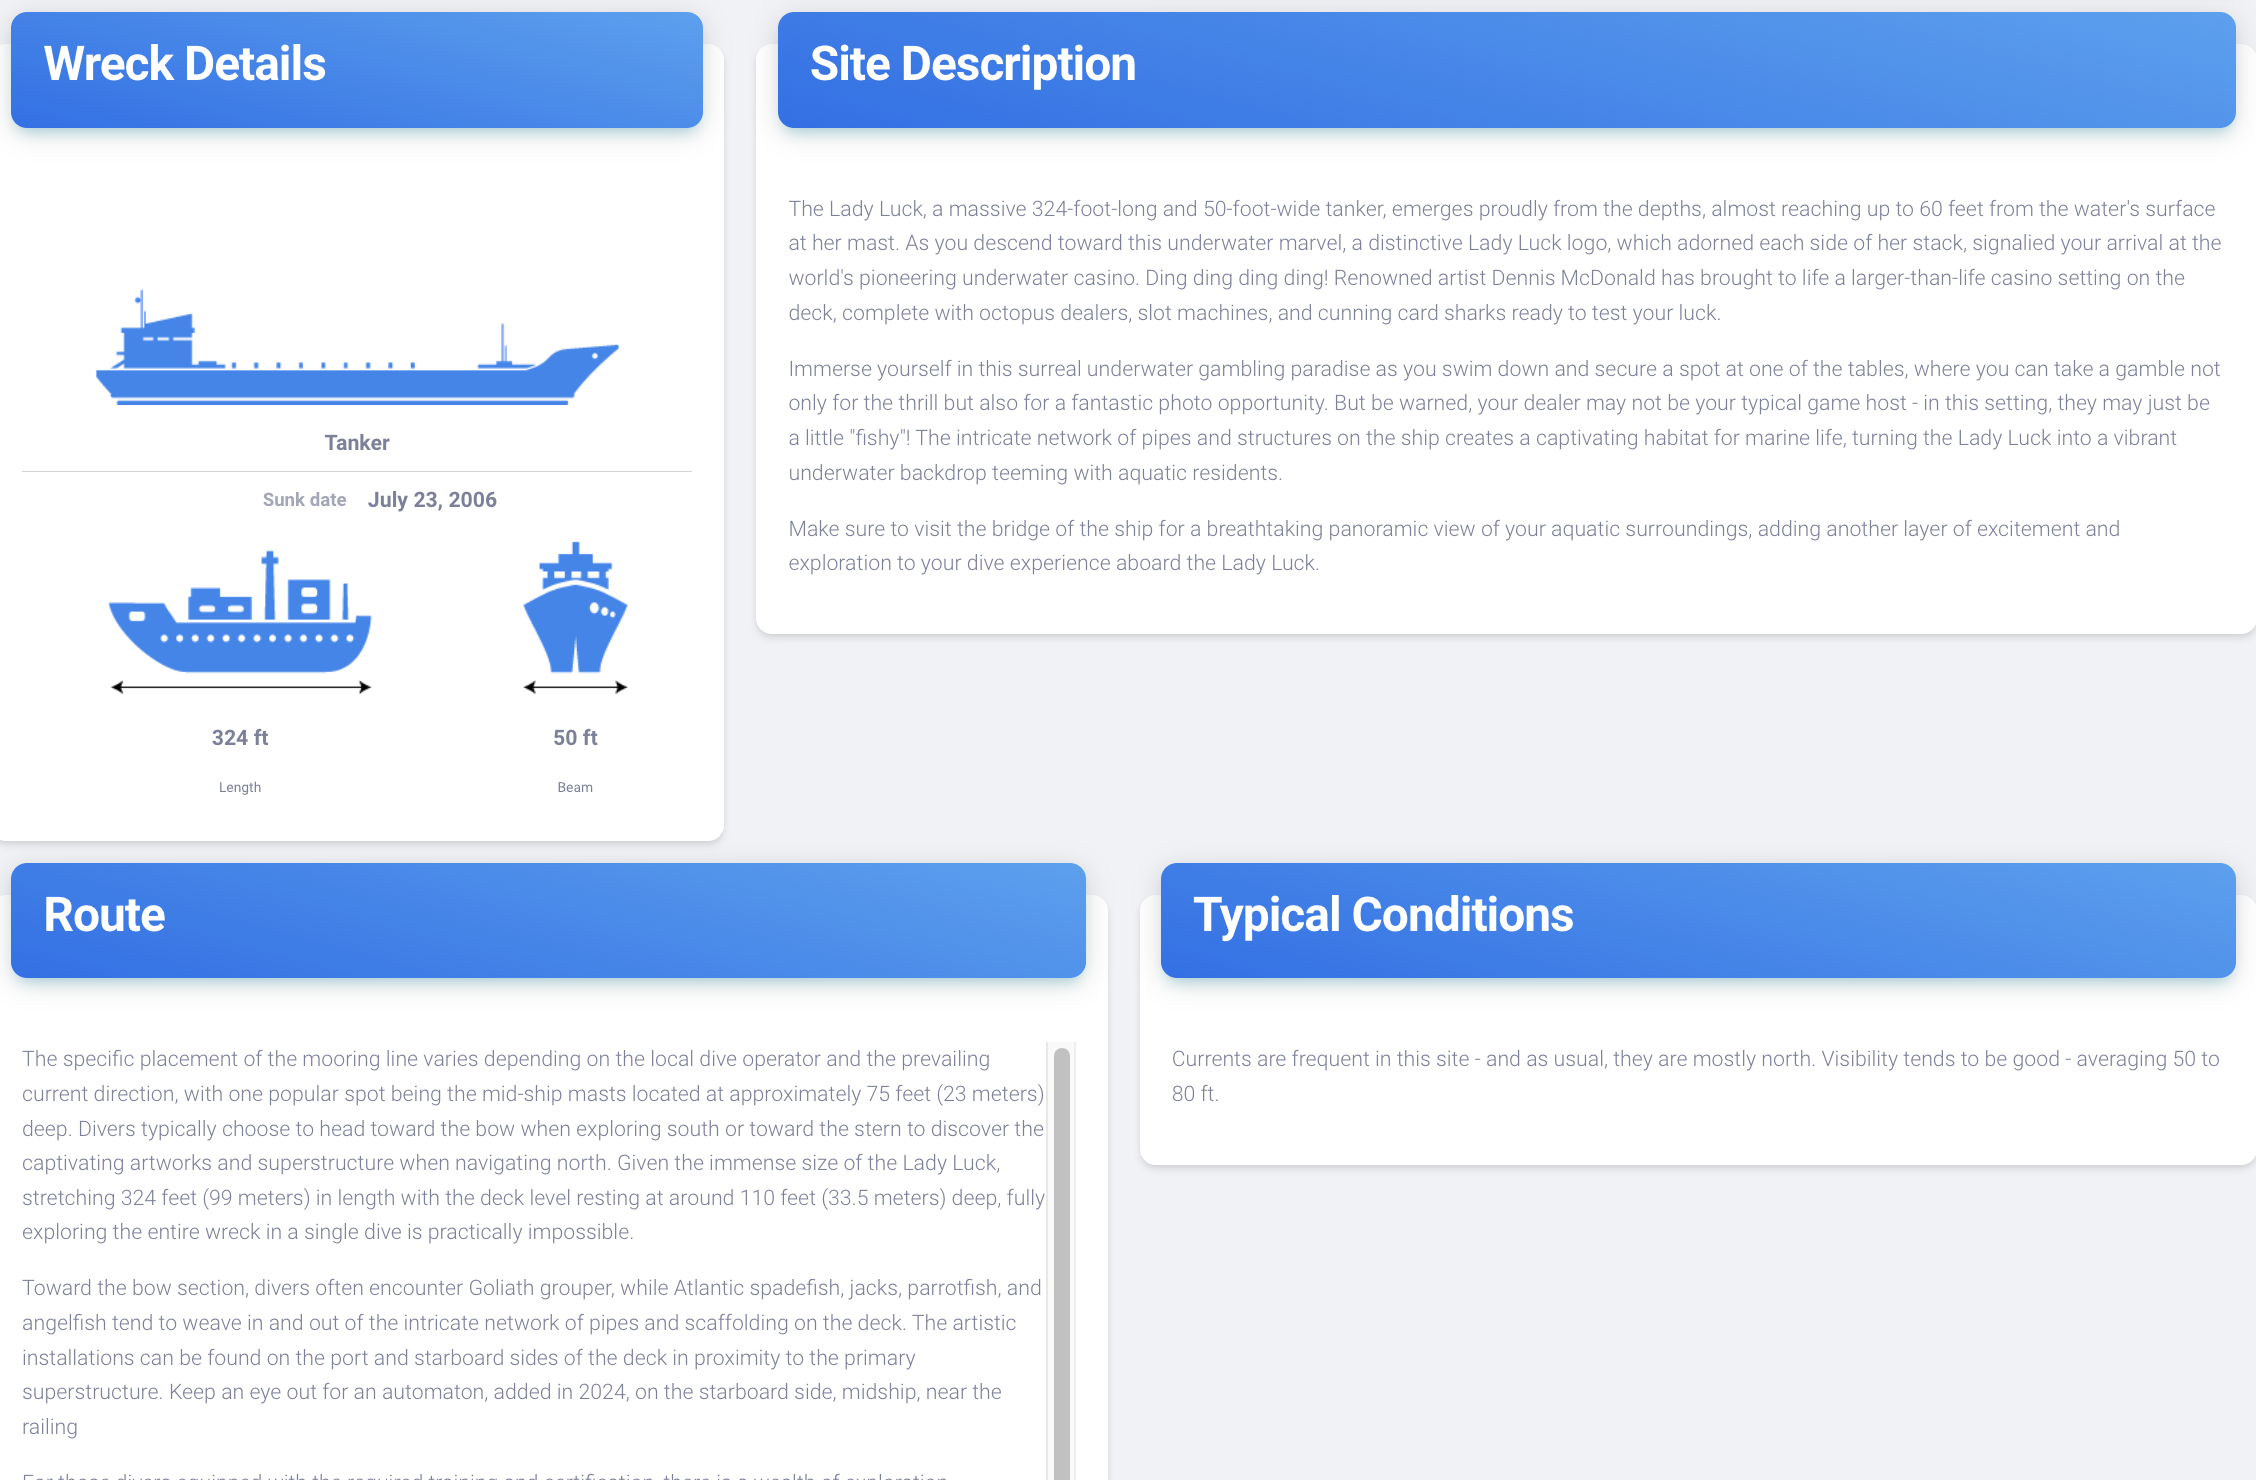 Wreck Details
Tanker
Sunk date July 23, 2006
324 ft
50 ft
Length
Beam
Site Description
The Lady Luck, a massive 324-foot-long and 50-foot-wide tanker, emerges proudly from the depths, almost reaching up to 60 feet from the water's surface
at her mast. As you descend toward this underwater marvel, a distinctive Lady Luck logo, which adorned each side of her stack, signalied your arrival at the
world's pioneering underwater casino. Ding ding ding ding! Renowned artist Dennis McDonald has brought to life a larger-than-life casino setting on the
deck, complete with octopus dealers, slot machines, and cunning card sharks ready to test your luck.
Immerse yourself in this surreal underwater gambling paradise as you swim down and secure a spot at one of the tables, where you can take a gamble not
only for the thrill but also for a fantastic photo opportunity. But be warned, your dealer may not be your typical game host - in this setting, they may just be
a little "fishy"! The intricate network of pipes and structures on the ship creates a captivating habitat for marine life, turning the Lady Luck into a vibrant
underwater backdrop teeming with aquatic residents.
Make sure to visit the bridge of the ship for a breathtaking panoramic view of your aquatic surroundings, adding another layer of excitement and
exploration to your dive experience aboard the Lady Luck.
Route
The specific placement of the mooring line varies depending on the local dive operator and the prevailing
current direction, with one popular spot being the mid-ship masts located at approximately 75 feet (23 meters)
deep. Divers typically choose to head toward the bow when exploring south or toward the stern to discover the
captivating artworks and superstructure when navigating north. Given the immense size of the Lady Luck,
stretching 324 feet (99 meters) in length with the deck level resting at around 110 feet (33.5 meters) deep, fully
exploring the entire wreck in a single dive is practically impossible.
Toward the bow section, divers often encounter Goliath grouper, while Atlantic spadefish, jacks, parrotfish, and
angelfish tend to weave in and out of the intricate network of pipes and scaffolding on the deck. The artistic
installations can be found on the port and starboard sides of the deck in proximity to the primary
superstructure. Keep an eye out for an automaton, added in 2024, on the starboard side, midship, near the
railing
Typical Conditions
Currents are frequent in this site - and as usual, they are mostly north. Visibility tends to be good - averaging 50 to
80 ft.